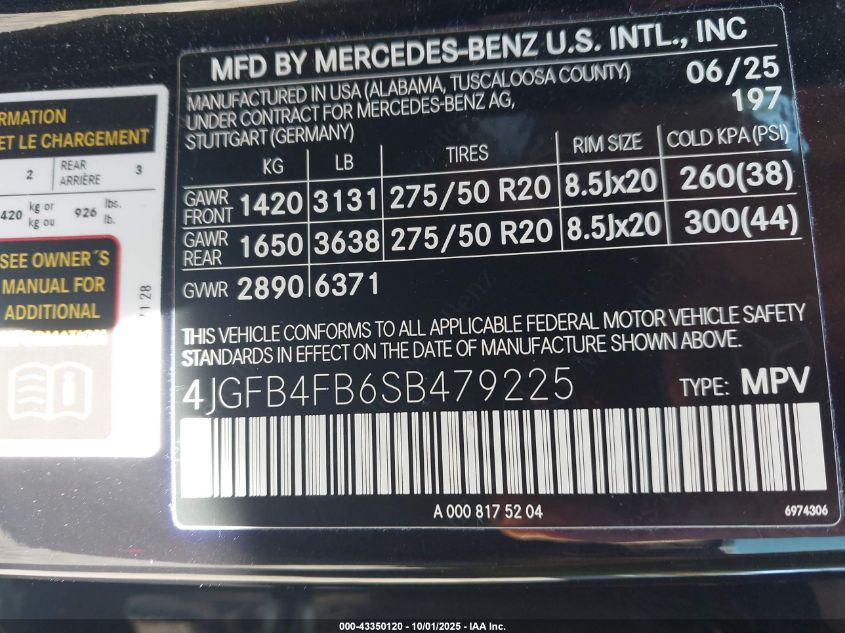 ORMATION
ET LE CHARGEMENT
2 REAR ARRIÈRE 3
420 kg or kg ou 926 lbs. lb.
SEE OWNER´S
MANUAL FOR
ADDITIONAL
INFORMATION
MFD BY MERCEDES-BENZ U.S. INTL., INC
MANUFACTURED IN USA (ALABAMA, TUSCALOOSA COUNTY) 06/25
UNDER CONTRACT FOR MERCEDES-BENZ AG, 197
STUTTGART (GERMANY)
KG LB TIRES RIM SIZE COLD KPA(PSI)
GAWR FRONT 1420 3131 275/50 R20 8.5Jx20 260(38)
GAWR REAR 1650 3638 275/50 R20 8.5Jx20 300(44)
GVWR 2890 6371
THIS VEHICLE CONFORMS TO ALL APPLICABLE FEDERAL MOTOR VEHICLE SAFETY
STANDARDS IN EFFECT ON THE DATE OF MANUFACTURE SHOWN ABOVE.
4JGFB4FB6SB479225 TYPE: MPV
A 000 817 52 04 6974306
000-43350120 - 10/01/2025 - IAA Inc.